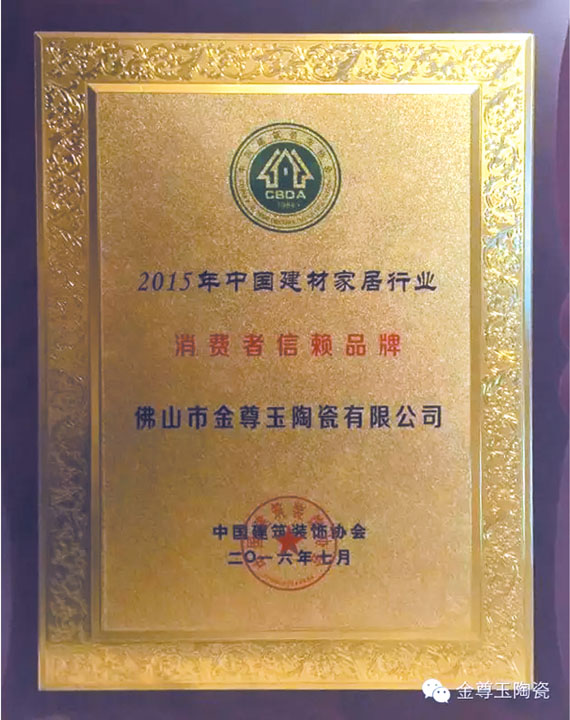 CBDA
2015年中国建材家居行业
消费者信赖品牌
佛山市金尊玉陶瓷有限公司
中国建筑装饰协会
二〇一六年七月
金尊玉陶瓷